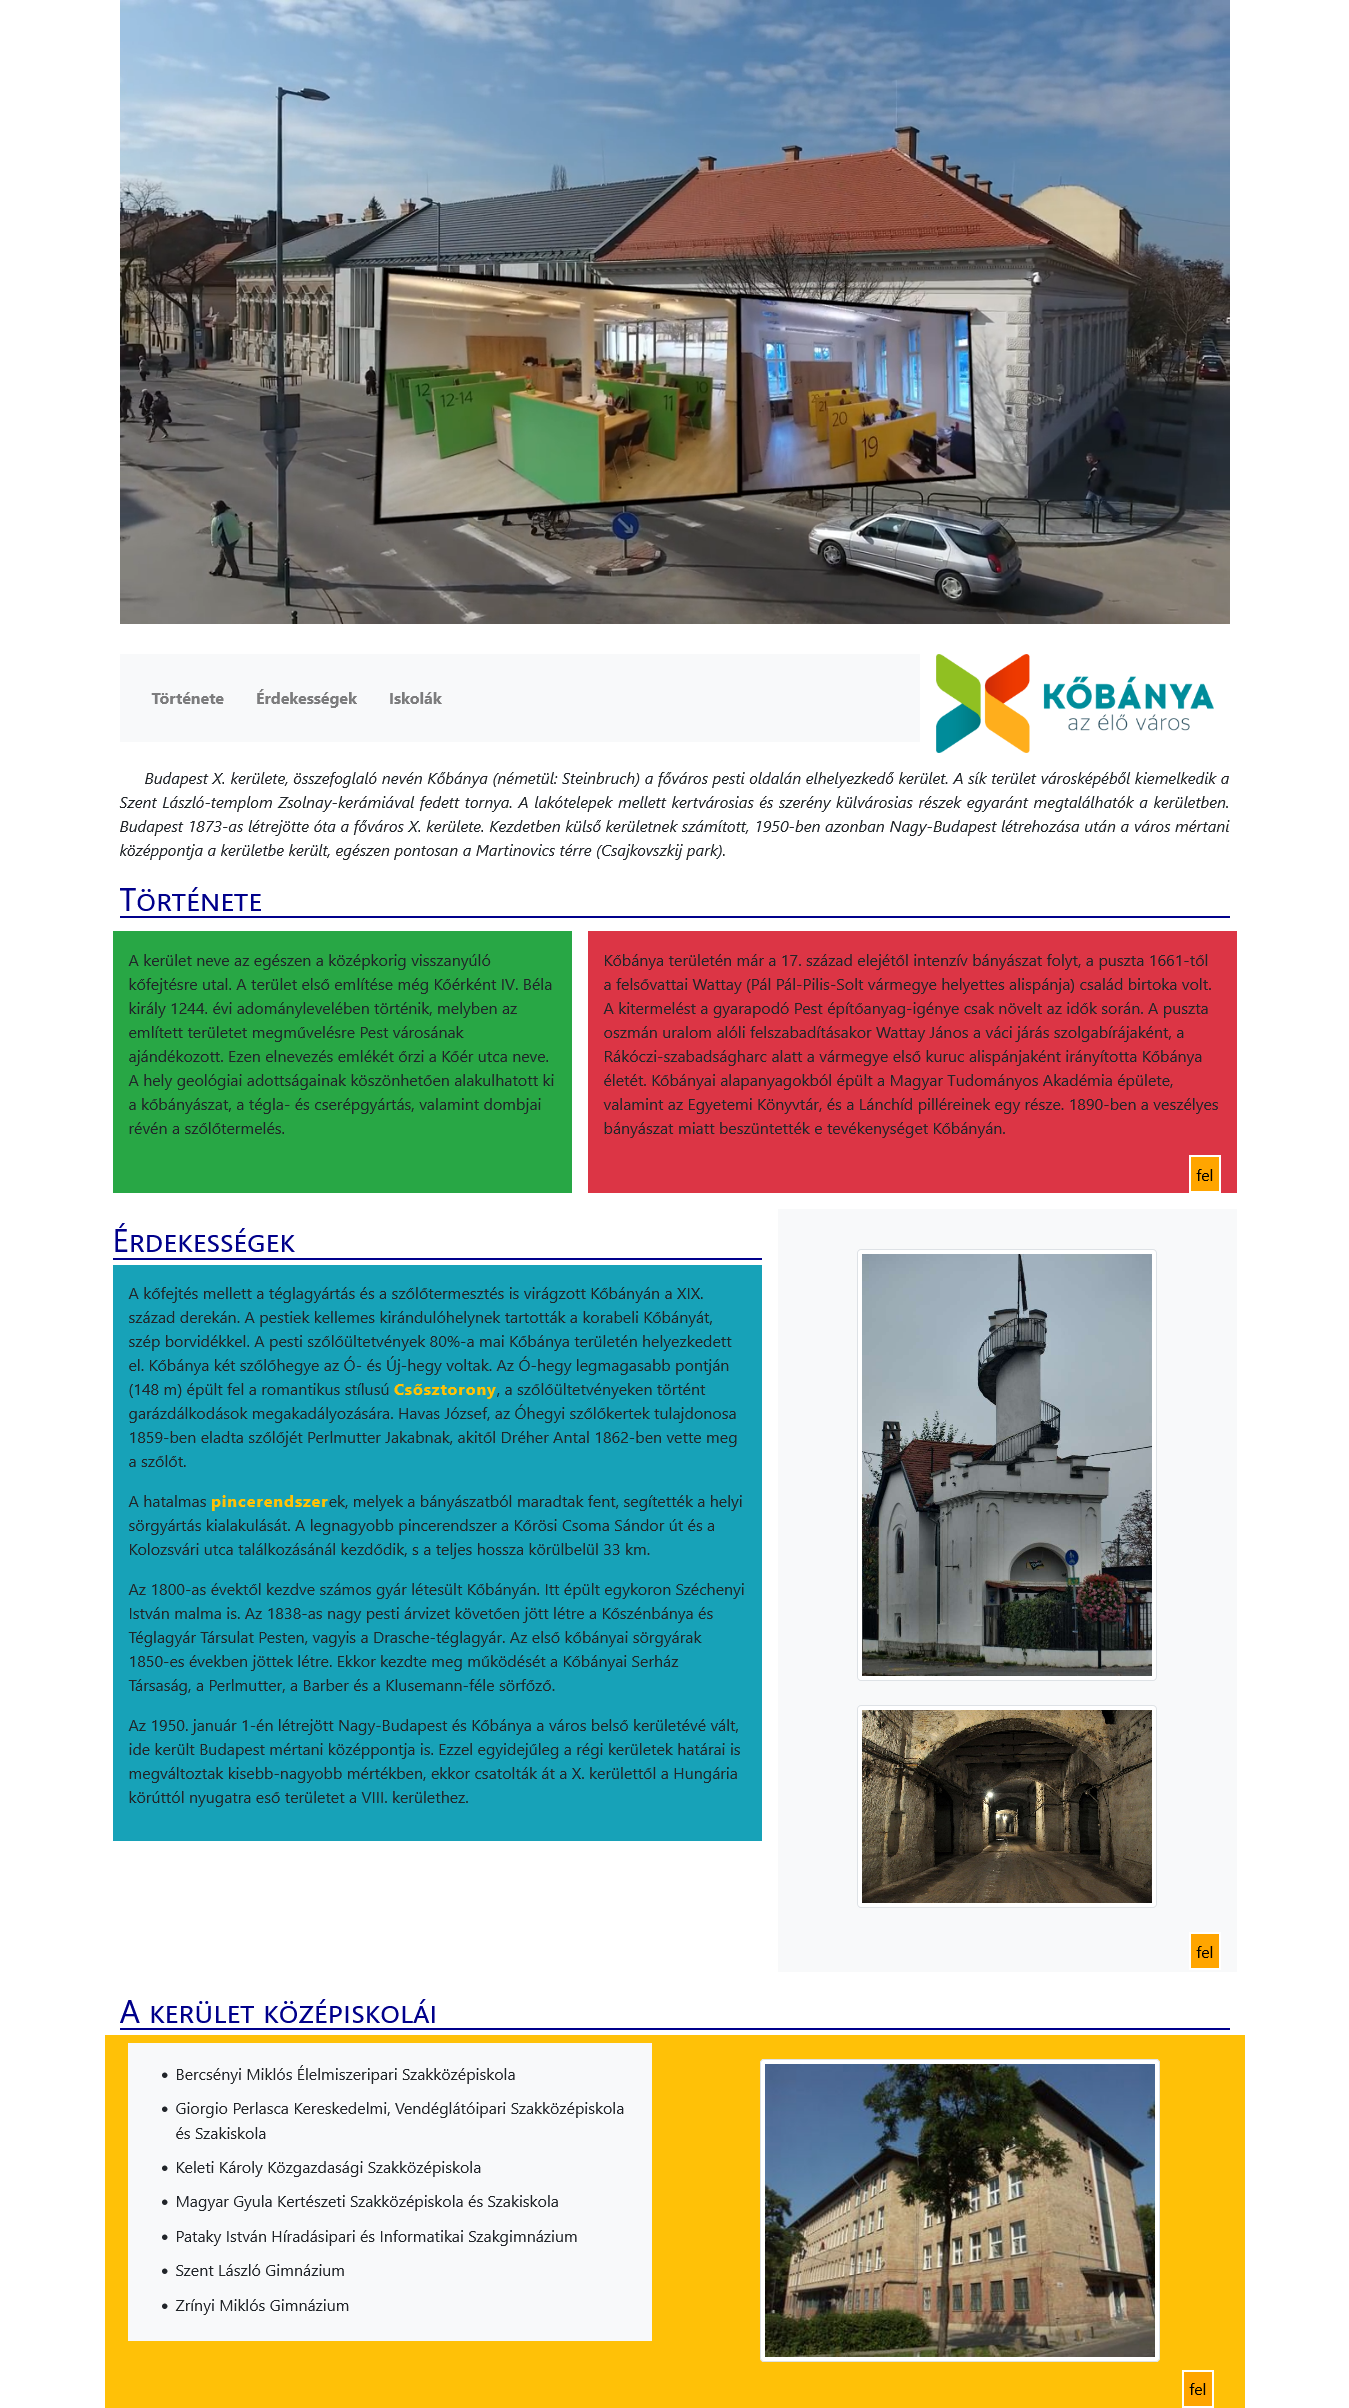 12
12-14
11
10
21
20
19
Története
Érdekességek
Iskolák
KŐBÁNYA
az élő város
Budapest X. kerülete, összefoglaló nevén Kőbánya (németül: Steinbruch) a főváros pesti oldalán elhelyezkedő kerület. A sík terület városképéből kiemelkedik a
Szent László-templom Zsolnay-kerámiával fedett tornya. A lakótelepek mellett kertvárosias és szerény külvárosias részek egyaránt megtalálhatók a kerületben.
Budapest 1873-as létrejötte óta a főváros X. kerülete. Kezdetben külső kerületnek számított, 1950-ben azonban Nagy-Budapest létrehozása után a város mértani
középpontja a kerületbe került, egészen pontosan a Martinovics térre (Csajkovszkij park).
Története
A kerület neve az egészen a középkorig visszanyúló
kőfejtésre utal. A terület első említése még Kőérként IV. Béla
király 1244. évi adománylevelében történik, melyben az
említett területet megművelésre Pest városának
ajándékozott. Ezen elnevezés emlékét őrzi a Kőér utca neve.
A hely geológiai adottságainak köszönhetően alakulhatott ki
a kőbányászat, a tégla- és cserépgyártás, valamint dombjai
révén a szőlőtermelés.
Kőbánya területén már a 17. század elejétől intenzív bányászat folyt, a puszta 1661-től
a felsővattai Wattay (Pál Pál-Pilis-Solt vármegye helyettes alispánja) család birtoka volt.
A kitermelést a gyarapodó Pest építőanyag-igénye csak növelt az idők során. A puszta
oszmán uralom alóli felszabadításakor Wattay János a váci járás szolgabírájaként, a
Rákóczi-szabadságharc alatt a vármegye első kuruc alispánjaként irányította Kőbánya
életét. Kőbányai alapanyagokból épült a Magyar Tudományos Akadémia épülete,
valamint az Egyetemi Könyvtár, és a Lánchíd pilléreinek egy része. 1890-ben a veszélyes
bányászat miatt beszüntették e tevékenységet Kőbányán.
fel
Érdekességek
A kőfejtés mellett a téglagyártás és a szőlőtermesztés is virágzott Kőbányán a XIX.
század derekán. A pestiek kellemes kirándulóhelynek tartották a korabeli Kőbányát,
szép borvidékkel. A pesti szőlőültetvények 80%-a mai Kőbánya területén helyezkedett
el. Kőbánya két szőlőhegye az Ó- és Új-hegy voltak. Az Ó-hegy legmagasabb pontján
(148 m) épült fel a romantikus stílusú Csősztorony, a szőlőültetvényeken történt
garázdálkodások megakadályozására. Havas József, az Óhegyi szőlőkertek tulajdonosa
1859-ben eladta szőlőjét Perlmutter Jakabnak, akitől Dréher Antal 1862-ben vette meg
a szőlőt.
A hatalmas pincerendszerek, melyek a bányászatból maradtak fent, segítették a helyi
sörgyártás kialakulását. A legnagyobb pincerendszer a Kőrösi Csoma Sándor út és a
Kolozsvári utca találkozásánál kezdődik, s a teljes hossza körülbelül 33 km.
Az 1800-as évektől kezdve számos gyár létesült Kőbányán. Itt épült egykoron Széchenyi
István malma is. Az 1838-as nagy pesti árvizet követően jött létre a Kőszénbánya és
Téglagyár Társulat Pesten, vagyis a Drasche-téglagyár. Az első kőbányai sörgyárak
1850-es években jöttek létre. Ekkor kezdte meg működését a Kőbányai Serház
Társaság, a Perlmutter, a Barber és a Klusemann-féle sörfőző.
Az 1950. január 1-én létrejött Nagy-Budapest és Kőbánya a város belső kerületévé vált,
ide került Budapest mértani középpontja is. Ezzel egyidejűleg a régi kerületek határai is
megváltoztak kisebb-nagyobb mértékben, ekkor csatolták át a X. kerülettől a Hungária
körúttól nyugatra eső területet a VIII. kerülethez.
fel
A kerület középiskolái
• Bercsényi Miklós Élelmiszeripari Szakközépiskola
• Giorgio Perlasca Kereskedelmi, Vendéglátóipari Szakközépiskola
és Szakiskola
• Keleti Károly Közgazdasági Szakközépiskola
• Magyar Gyula Kertészeti Szakközépiskola és Szakiskola
• Pataky István Híradásipari és Informatikai Szakgimnázium
• Szent László Gimnázium
• Zrínyi Miklós Gimnázium
fel